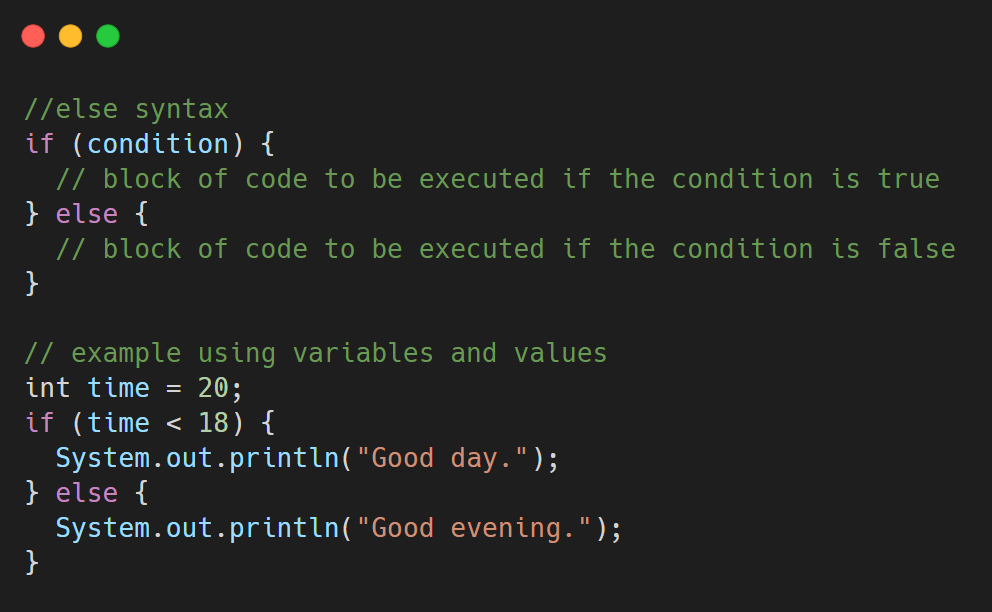 //else syntax
if (condition) {
  // block of code to be executed if the condition is true
} else {
  // block of code to be executed if the condition is false
}

// example using variables and values
int time = 20;
if (time < 18) {
  System.out.println("Good day.");
} else {
  System.out.println("Good evening.");
}